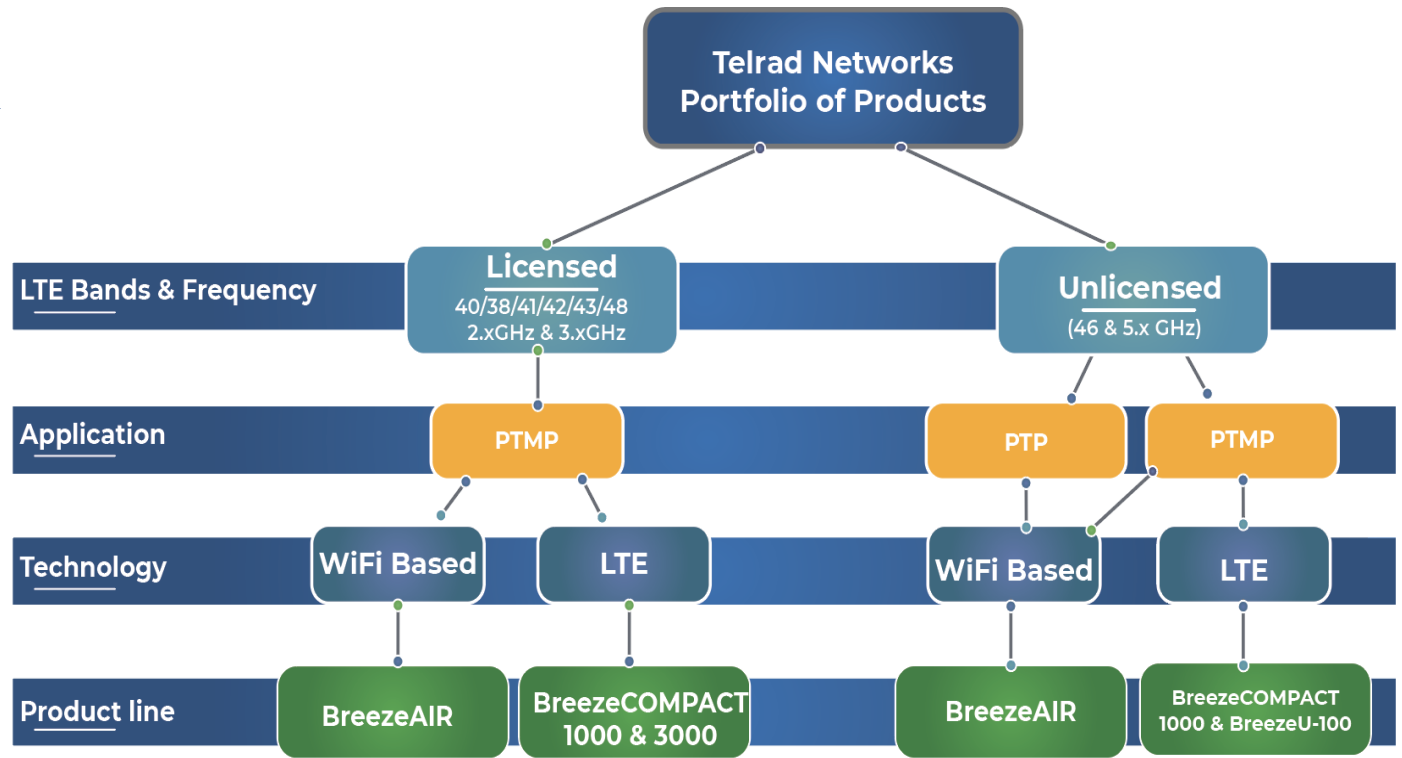 Telrad Networks
Portfolio of Products
LTE Bands & Frequency
Licensed
40/38/41/42/43/48
2.xGHz & 3.xGHz
Unlicensed
(46 & 5.x GHz)
Application
PTMP
PTP
PTMP
Technology
WiFi Based
LTE
WiFi Based
LTE
Product line
BreezeAIR
BreezeCOMPACT
1000 & 3000
BreezeAIR
BreezeCOMPACT
1000 & BreezeU-100